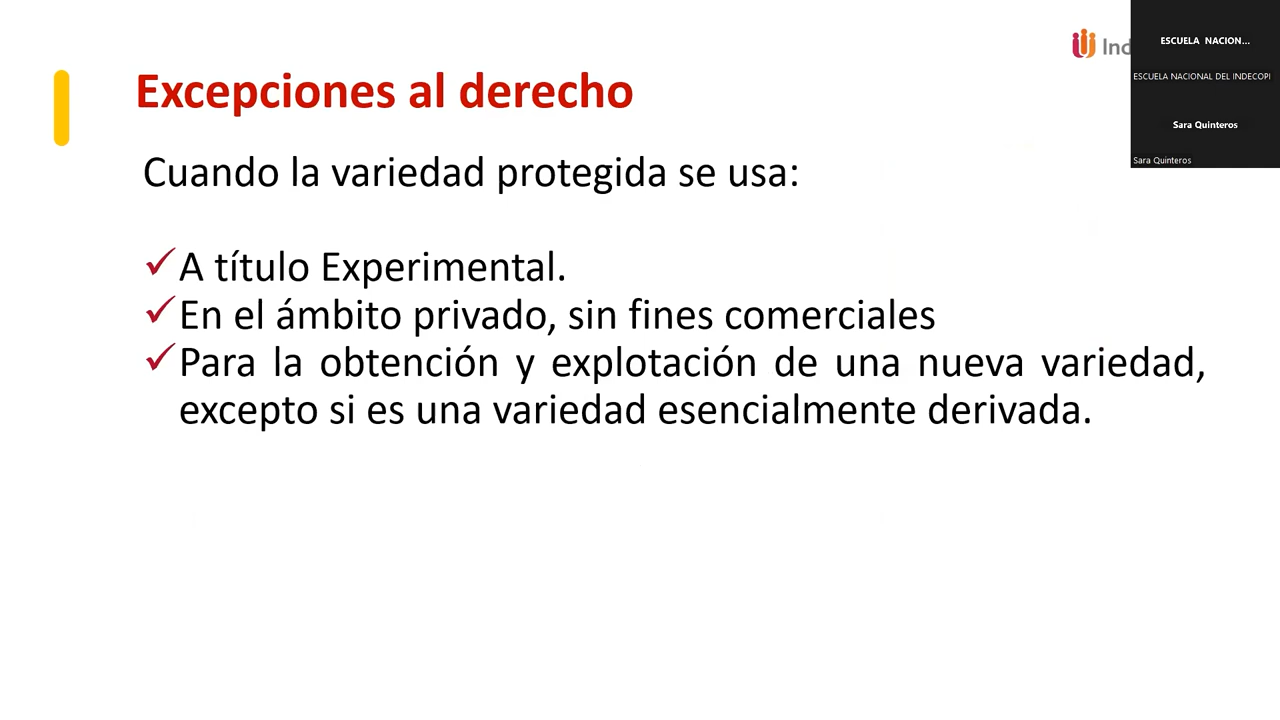 Inde
ESCUELA NACION...
ESCUELA NACIONAL DEL INDECOPI
Sara Quinteros
Sara Quinteros
Excepciones al derecho
Cuando la variedad protegida se usa:
✓A título Experimental.
✓En el ámbito privado, sin fines comerciales
✓Para la obtención y explotación de una nueva variedad,
excepto si es una variedad esencialmente derivada.